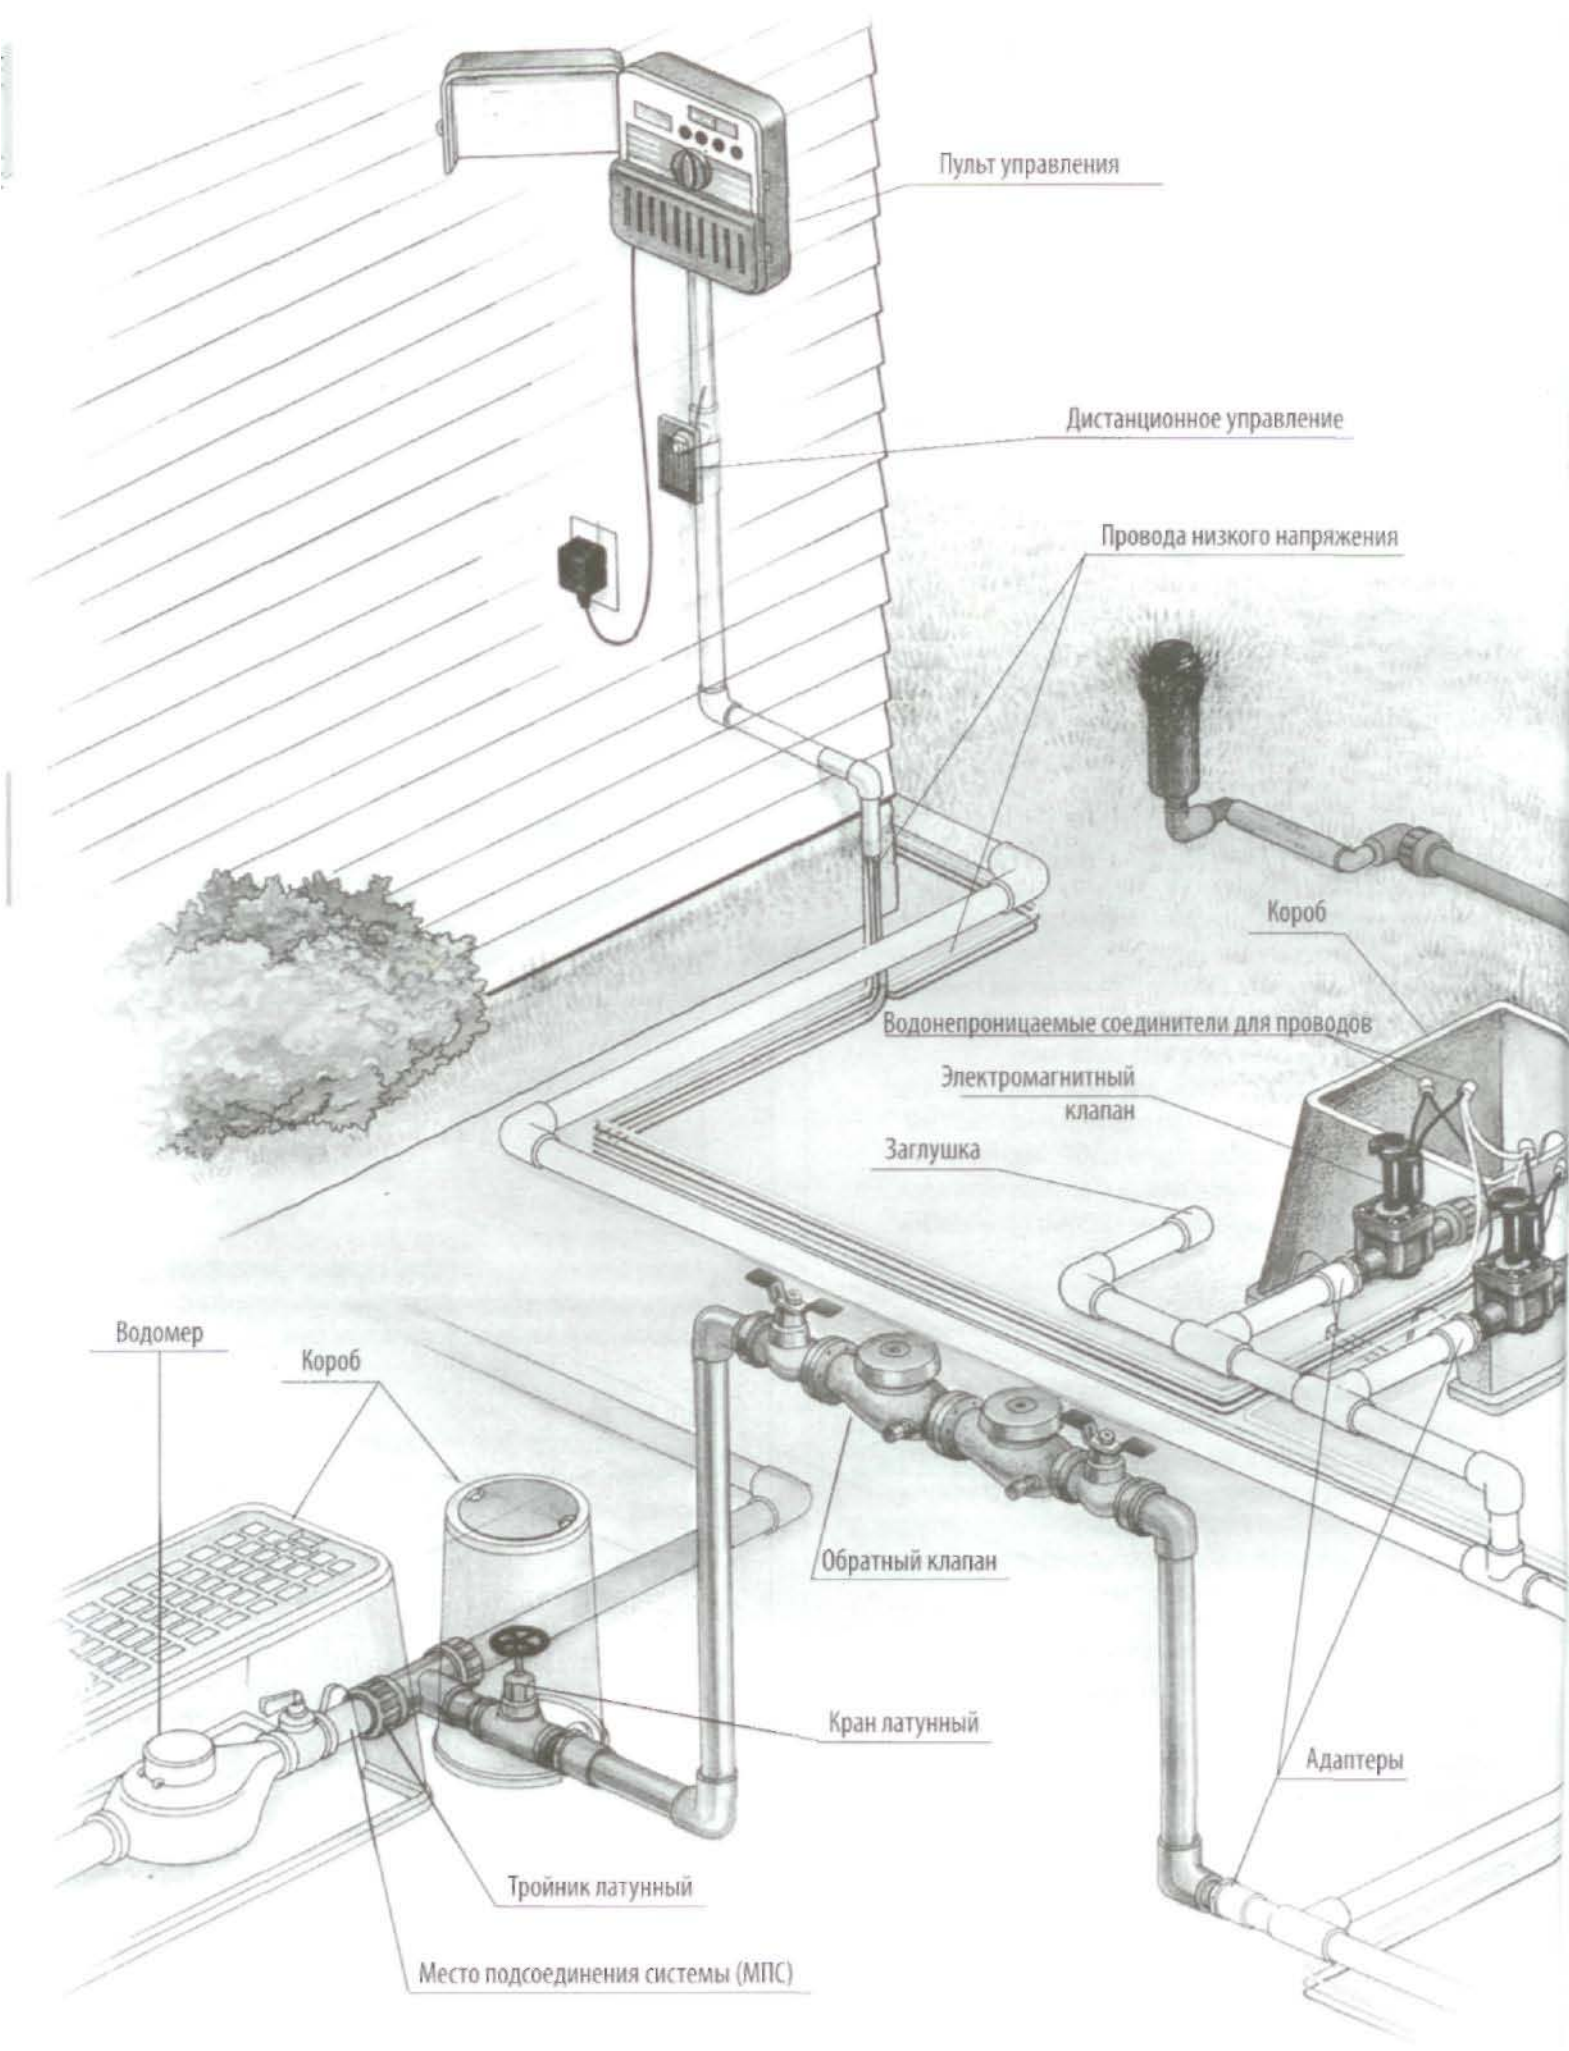 Пульт управления
Дистанционное управление
Провода низкого напряжения
Короб
Водонепроницаемые соединители для проводов
Электромагнитный
клапан
Заглушка
Водомер
Короб
Обратный клапан
Кран латунный
Адаптеры
Тройник латунный
Место подсоединения системы (МПС)